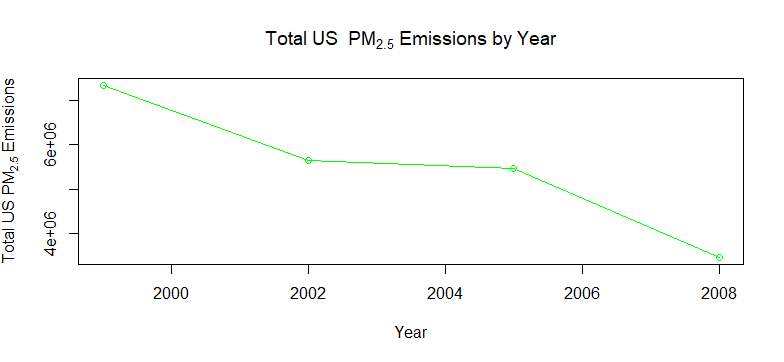 Total US  PM2.5 Emissions by Year
Total US PM2.5 Emissions
6e+06
4e+06
2000 2002 2004 2006 2008
Year